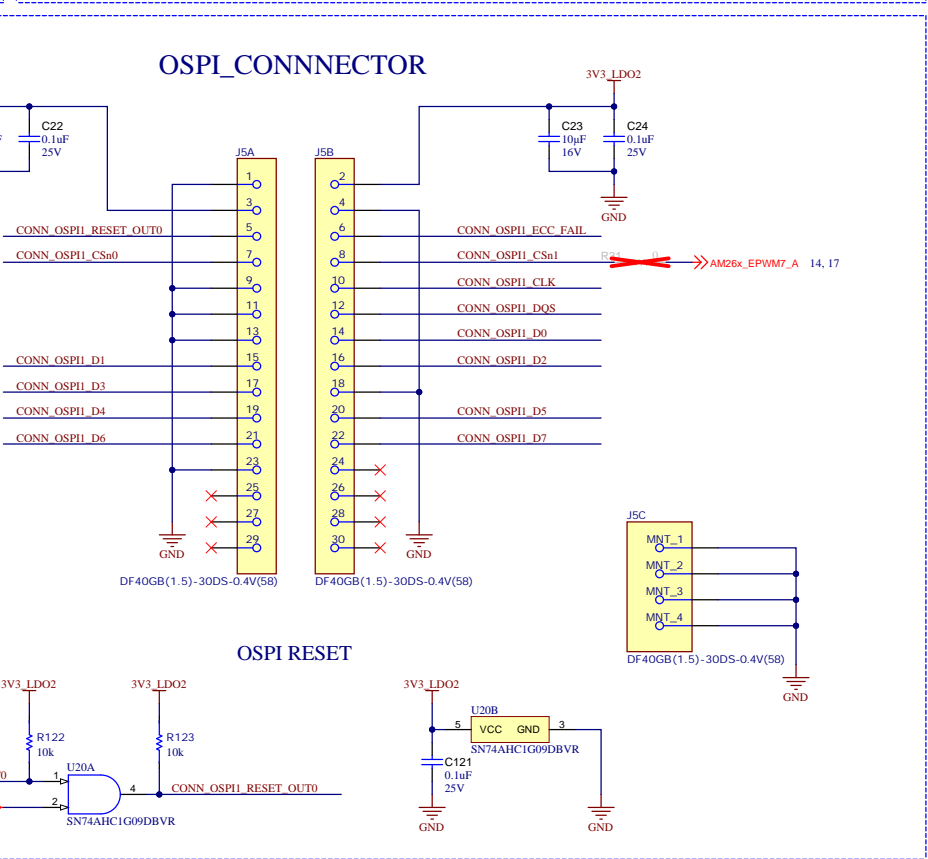 OSPI_CONNNECTOR
3V3_LDO2
C22
0.1uF
25V
C23
10µF
16V
C24
0.1uF
25V
GND
J5A
J5B
1
2
3
4
CONN_OSPI1_RESET_OUT0
5
6
CONN_OSPI1_ECC_FAIL
CONN_OSPI1_CSn0
7
8
CONN_OSPI1_CSn1
AM26x_EPWM7_A
14, 17
9
10
CONN_OSPI1_CLK
11
12
CONN_OSPI1_DQS
13
14
CONN_OSPI1_D0
CONN_OSPI1_D1
15
16
CONN_OSPI1_D2
CONN_OSPI1_D3
17
18
CONN_OSPI1_D4
19
20
CONN_OSPI1_D5
CONN_OSPI1_D6
21
22
CONN_OSPI1_D7
23
24
25
26
27
28
29
30
GND
GND
DF40GB(1.5)-30DS-0.4V(58)
DF40GB(1.5)-30DS-0.4V(58)
J5C
MNT_1
MNT_2
MNT_3
MNT_4
DF40GB(1.5)-30DS-0.4V(58)
GND
OSPI RESET
3V3_LDO2
3V3_LDO2
R122
10k
R123
10k
U20A
1
2
4
CONN_OSPI1_RESET_OUT0
SN74AHC1G09DBVR
3V3_LDO2
U20B
5
VCC
GND
3
SN74AHC1G09DBVR
C121
0.1uF
25V
GND
GND